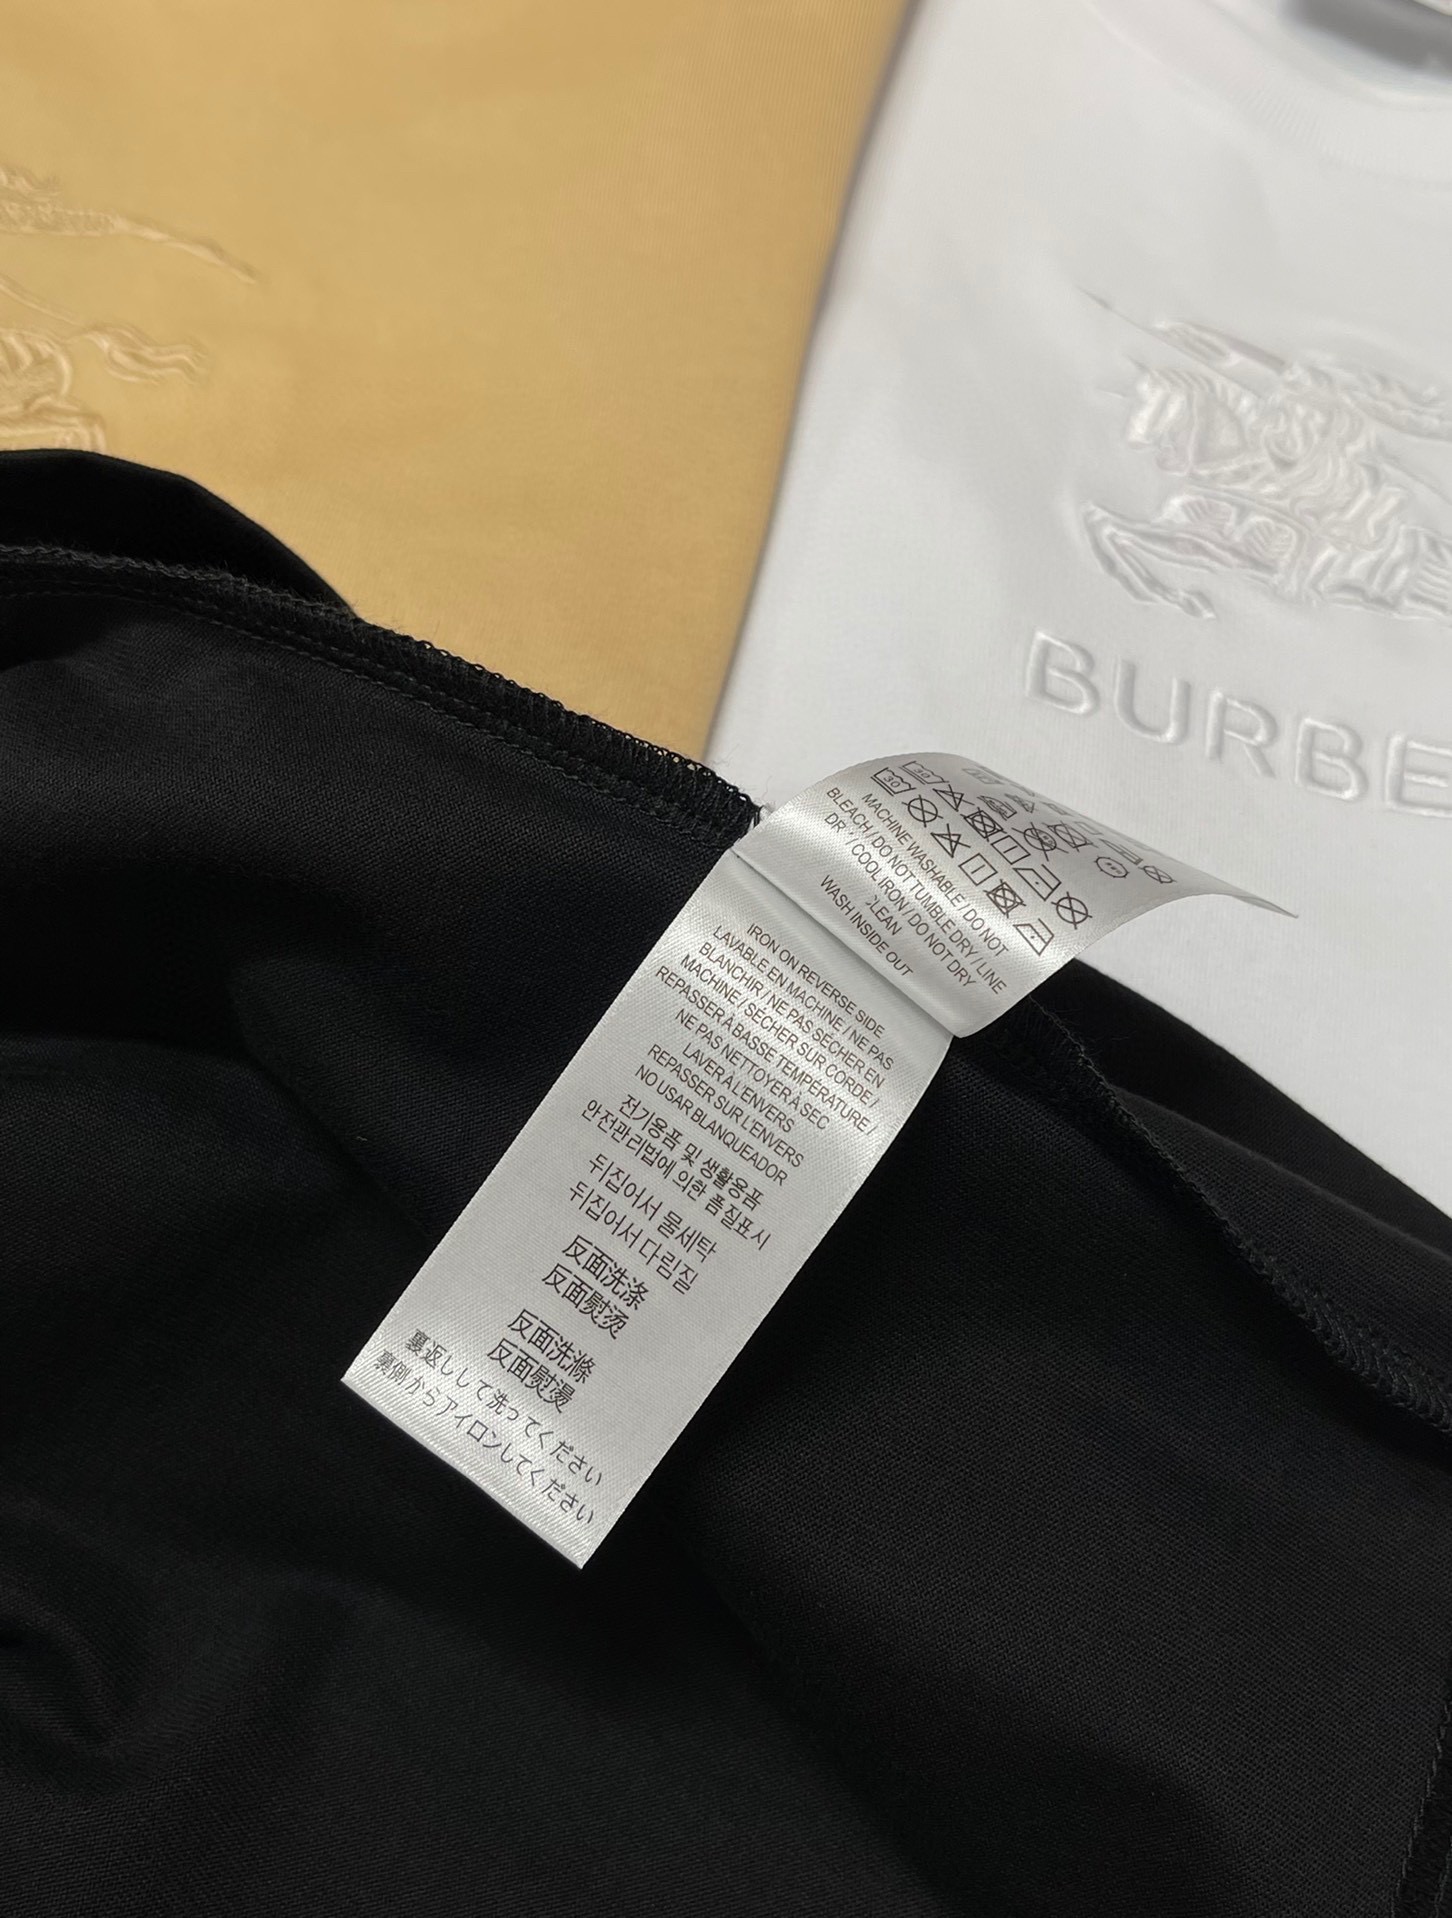 BURBE
30
30
MACHINE WASHABLE / DO NOT
BLEACH / DO NOT TUMBLE DRY / LINE
DRY / COOL IRON / DO NOT DRY
CLEAN
WASH INSIDE OUT
IRON ON REVERSE SIDE
LAVABLE EN MACHINE / NE PAS
BLANCHIR / NE PAS SÉCHER EN
MACHINE / SÉCHER SUR CORDE /
REPASSER À BASSE TEMPÉRATURE /
NE PAS NETTOYER À SEC
LAVER À L'ENVERS
REPASSER SUR L'ENVERS
NO USAR BLANQUEADOR
전기용품 및 생활용품
안전관리법에 의한 품질표시
뒤집어서 물세탁
뒤집어서 다림질
反面洗涤
反面熨烫
反面洗滌
反面熨燙
裏返しして洗ってください
裏側からアイロンしてください